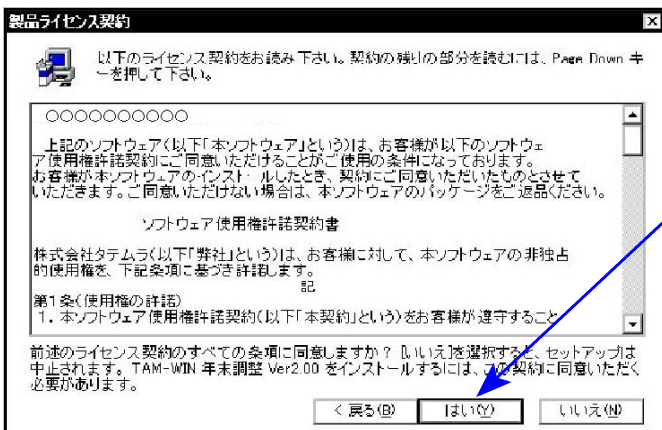 製品ライセンス契約
以下のライセンス契約をお読み下さい。契約の残りの部分を読むには、Page Down キ
ーを押して下さい。
○○○○○○○○○○
上記のソフトウェア(以下「本ソフトウェア」という)は、お客様が以下のソフトウェ
ア使用権許諾契約にご同意いただけることがご使用の条件になっております。
お客様が本ソフトウェアのインストールしたとき、契約にご同意いただいたものとさせて
いただきます。ご同意いただけない場合は、本ソフトウェアのパッケージをご返品ください。
ソフトウェア使用権許諾契約書
株式会社タテムラ(以下「弊社」という)は、お客様に対して、本ソフトウェアの非独占
的使用権を、下記条項に基づき許諾します。
記
第1条(使用権の許諾)
1. 本ソフトウェア使用権許諾契約(以下「本契約」という)をお客様が遵守すること
前述のライセンス契約のすべての条項に同意しますか? [いいえ]を選択すると、セットアップは
中止されます。 TAM-WIN 年末調整 Ver2.00 をインストールするには、この契約に同意いただく
必要があります。
< 戻る(B) はい(Y) いいえ(N)